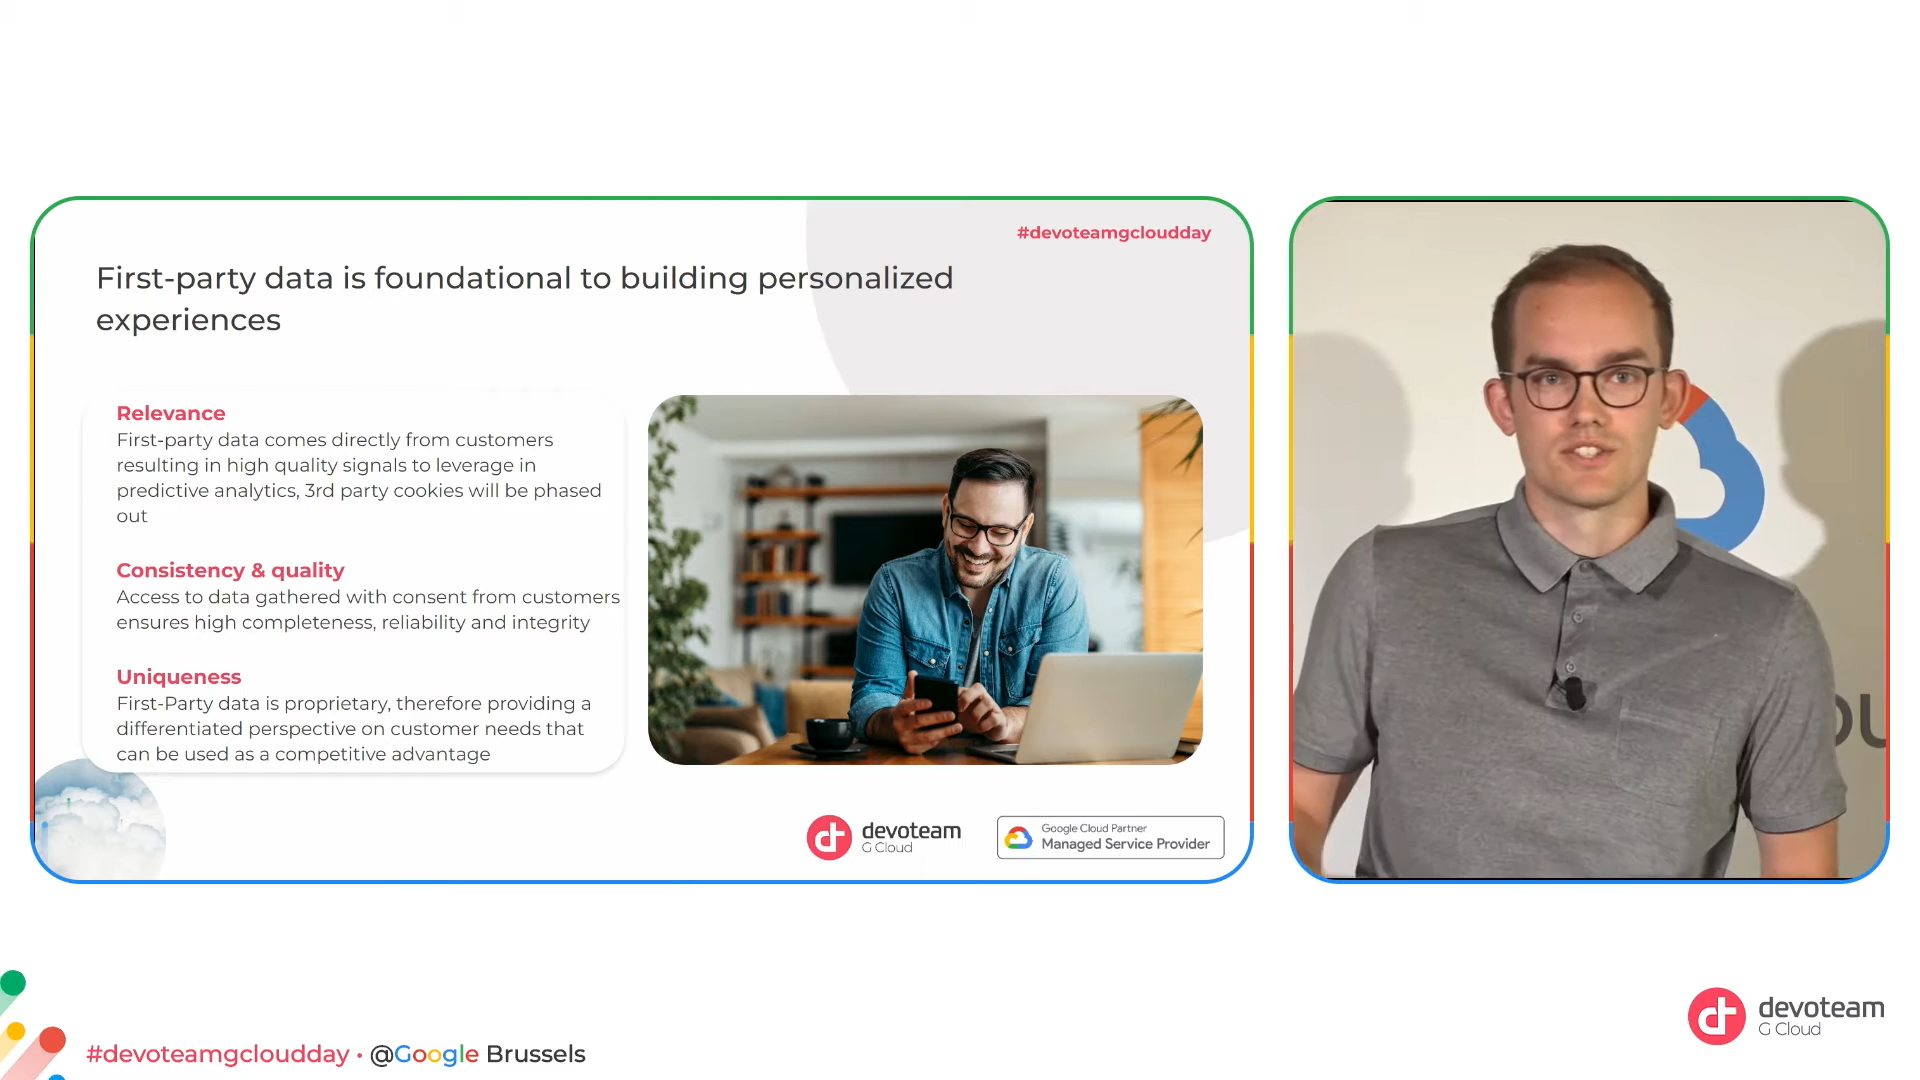 #devoteamgcloudday
First-party data is foundational to building personalized
experiences
Relevance
First-party data comes directly from customers
resulting in high quality signals to leverage in
predictive analytics, 3rd party cookies will be phased
out
Consistency & quality
Access to data gathered with consent from customers
ensures high completeness, reliability and integrity
Uniqueness
First-Party data is proprietary, therefore providing a
differentiated perspective on customer needs that
can be used as a competitive advantage
devoteam
G Cloud
Google Cloud Partner
Managed Service Provider
#devoteamgcloudday • @Google Brussels
devoteam
G Cloud